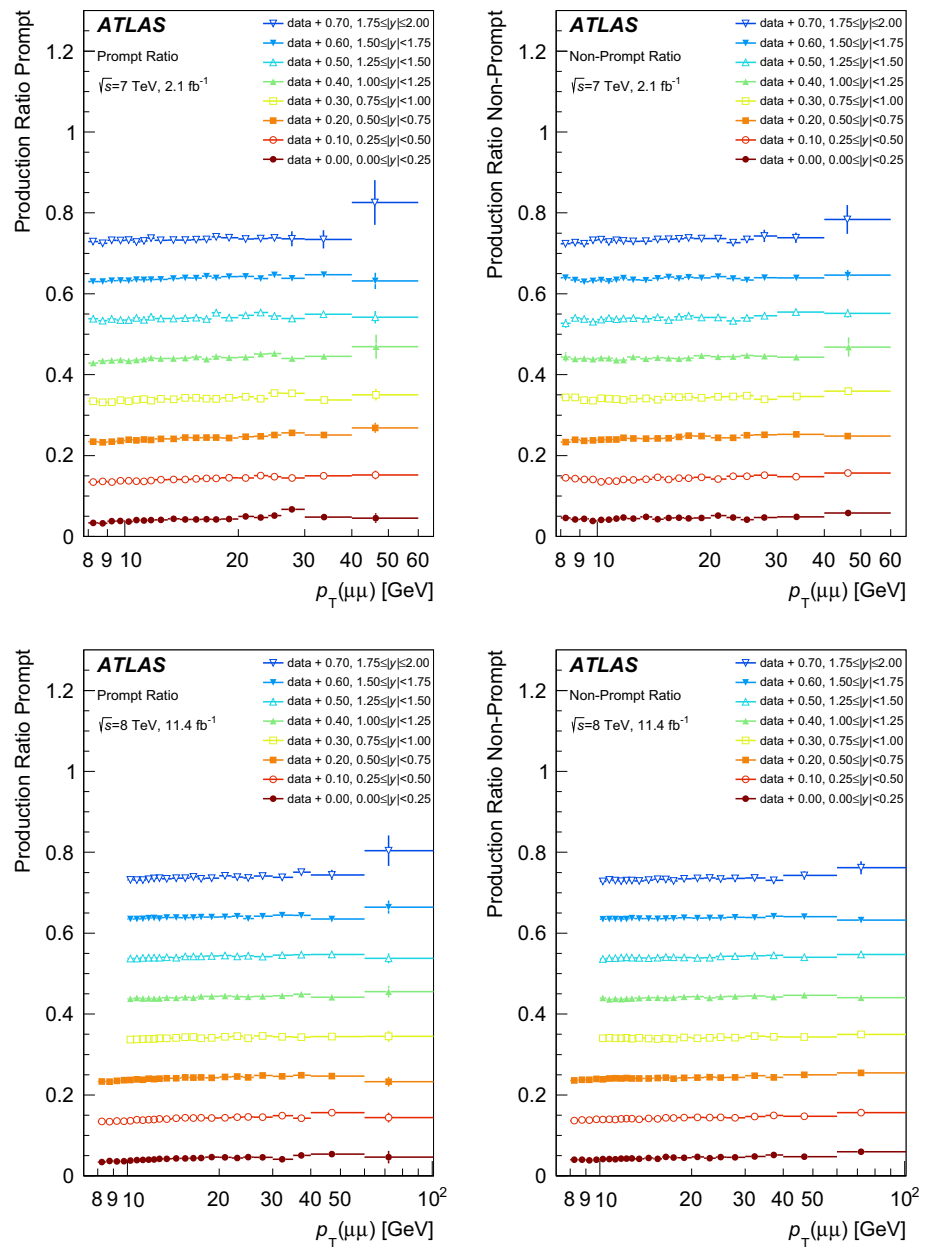 ATLAS
Prompt Ratio
√s=7 TeV, 2.1 fb⁻¹
data + 0.70, 1.75≤|y|≤2.00
data + 0.60, 1.50≤|y|<1.75
data + 0.50, 1.25≤|y|<1.50
data + 0.40, 1.00≤|y|<1.25
data + 0.30, 0.75≤|y|<1.00
data + 0.20, 0.50≤|y|<0.75
data + 0.10, 0.25≤|y|<0.50
data + 0.00, 0.00≤|y|<0.25
Production Ratio Prompt
1.2
1
0.8
0.6
0.4
0.2
0
8 9 10 20 30 40 50 60
p_T(μμ) [GeV]
ATLAS
Non-Prompt Ratio
√s=7 TeV, 2.1 fb⁻¹
data + 0.70, 1.75≤|y|≤2.00
data + 0.60, 1.50≤|y|<1.75
data + 0.50, 1.25≤|y|<1.50
data + 0.40, 1.00≤|y|<1.25
data + 0.30, 0.75≤|y|<1.00
data + 0.20, 0.50≤|y|<0.75
data + 0.10, 0.25≤|y|<0.50
data + 0.00, 0.00≤|y|<0.25
Production Ratio Non-Prompt
1.2
1
0.8
0.6
0.4
0.2
0
8 9 10 20 30 40 50 60
p_T(μμ) [GeV]
ATLAS
Prompt Ratio
√s=8 TeV, 11.4 fb⁻¹
data + 0.70, 1.75≤|y|≤2.00
data + 0.60, 1.50≤|y|<1.75
data + 0.50, 1.25≤|y|<1.50
data + 0.40, 1.00≤|y|<1.25
data + 0.30, 0.75≤|y|<1.00
data + 0.20, 0.50≤|y|<0.75
data + 0.10, 0.25≤|y|<0.50
data + 0.00, 0.00≤|y|<0.25
Production Ratio Prompt
1.2
1
0.8
0.6
0.4
0.2
0
8 9 10 20 30 40 50 10²
p_T(μμ) [GeV]
ATLAS
Non-Prompt Ratio
√s=8 TeV, 11.4 fb⁻¹
data + 0.70, 1.75≤|y|≤2.00
data + 0.60, 1.50≤|y|<1.75
data + 0.50, 1.25≤|y|<1.50
data + 0.40, 1.00≤|y|<1.25
data + 0.30, 0.75≤|y|<1.00
data + 0.20, 0.50≤|y|<0.75
data + 0.10, 0.25≤|y|<0.50
data + 0.00, 0.00≤|y|<0.25
Production Ratio Non-Prompt
1.2
1
0.8
0.6
0.4
0.2
0
8 9 10 20 30 40 50 10²
p_T(μμ) [GeV]